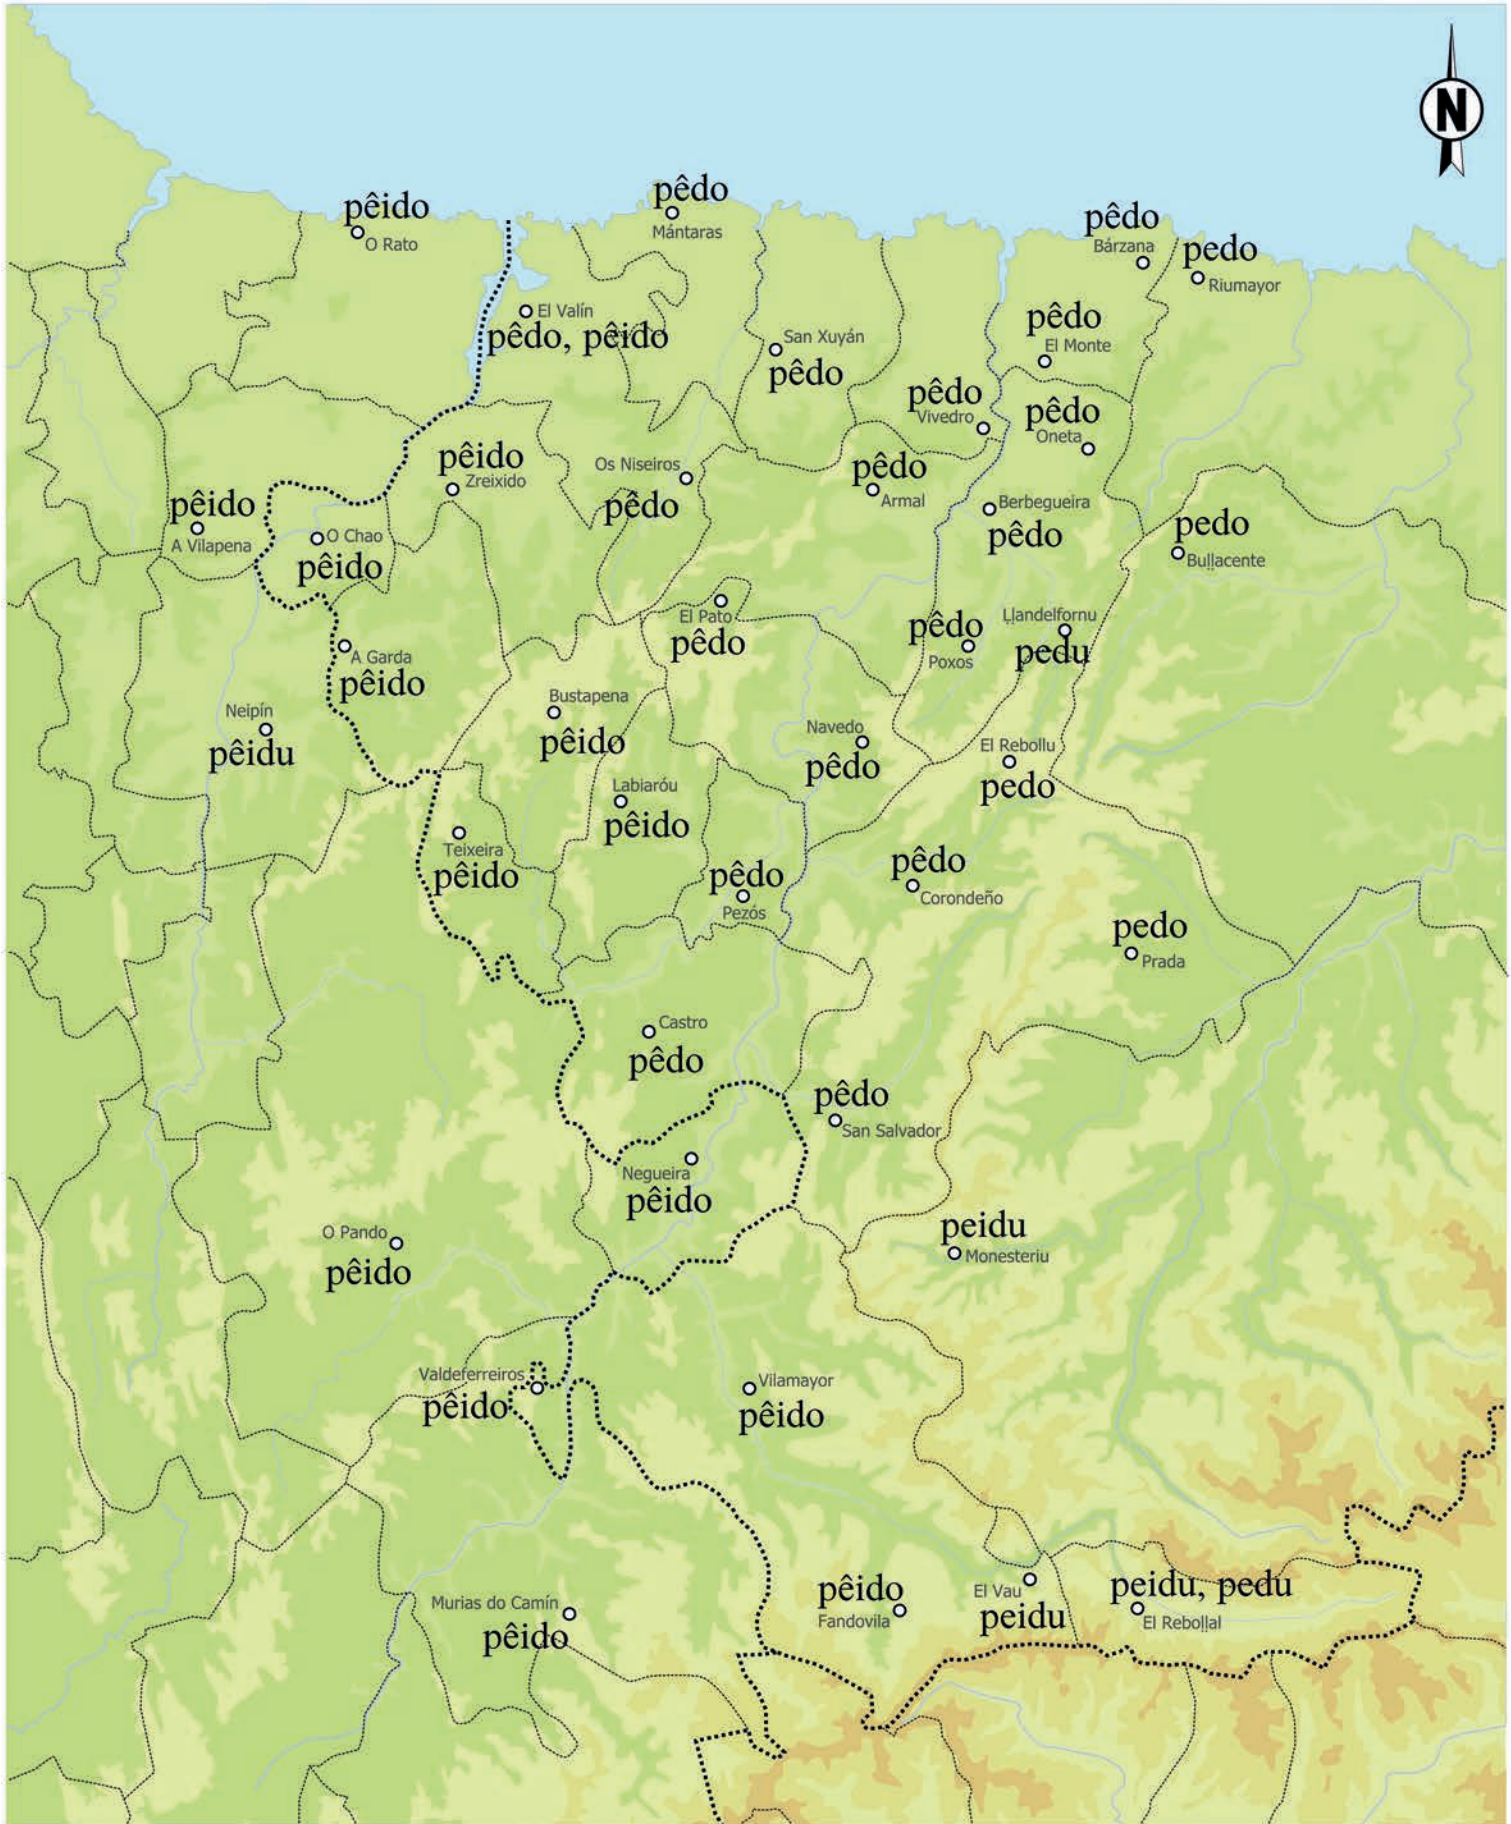 N
pêdo
Mántaras
pêido
O Rato
pêdo
Bárzana
pedo
Riumayor
El Valín
pêdo, pêido
pêdo
El Monte
San Xuyán
pêdo
pêdo
Vivedro
pêdo
Oneta
pêido
Zreixido
Os Niseiros
pêdo
pêdo
Armal
pêido
A Vilapena
O Chao
pêido
Berbegueira
pêdo
pedo
Buḷḷacente
El Pato
pêdo
pêdo
Poxos
Ḷḷandelfornu
pedu
A Garda
pêido
Neipín
pêidu
Bustapena
pêido
Navedo
pêdo
El Rebollu
pedo
Labiaróu
pêido
Teixeira
pêido
pêdo
Pezós
pêdo
Corondeño
pedo
Prada
Castro
pêdo
pêdo
San Salvador
Negueira
pêido
O Pando
pêido
peidu
Monesteriu
Valdeferreiros
pêido
Vilamayor
pêido
Murias do Camín
pêido
pêido
Fandovila
El Vau
peidu
peidu, pedu
El Reboḷḷal